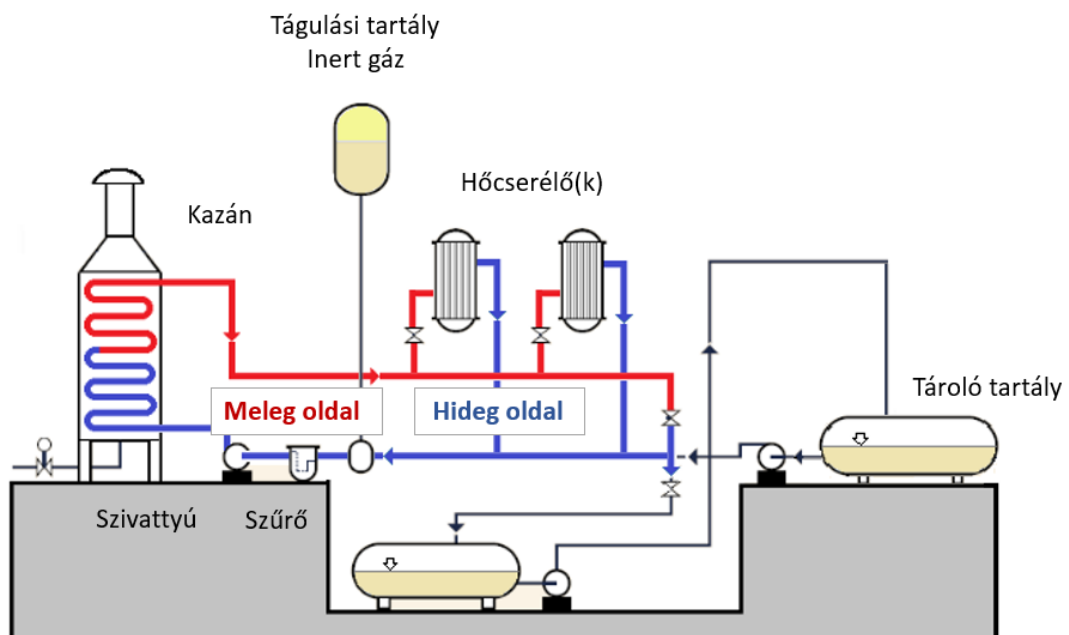 Tágulási tartály
Inert gáz
Hőcserélő(k)
Kazán
Tároló tartály
Meleg oldal
Hideg oldal
Szivattyú
Szűrő